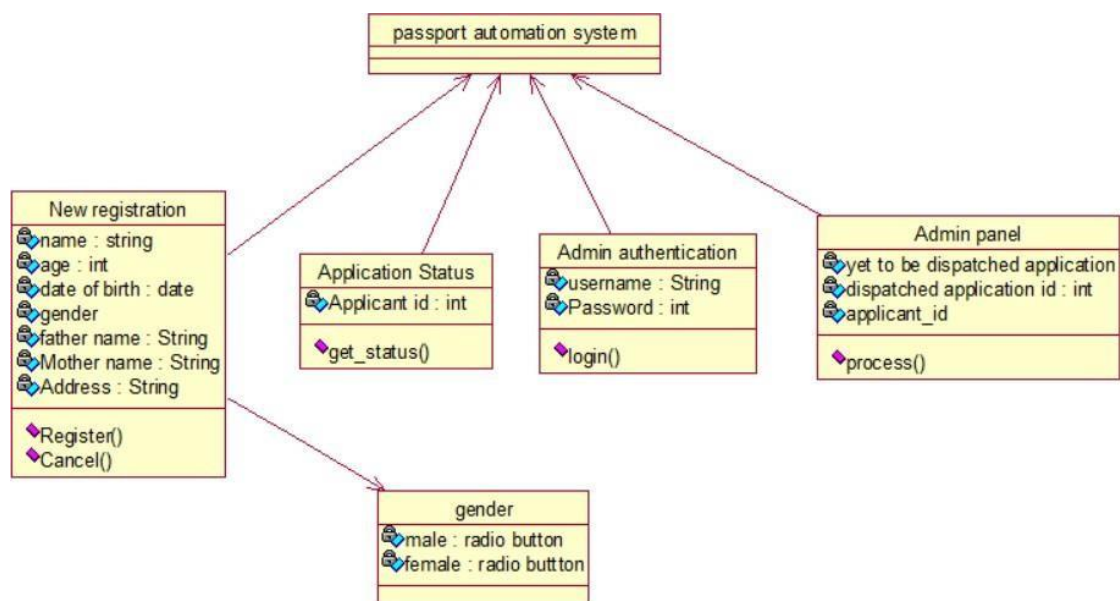 passport automation system
New registration
name : string
age : int
date of birth : date
gender
father name : String
Mother name : String
Address : String
Register()
Cancel()
Application Status
Applicant id : int
get_status()
Admin authentication
username : String
Password : int
login()
Admin panel
yet to be dispatched application
dispatched application id : int
applicant_id
process()
gender
male : radio button
female : radio buttton